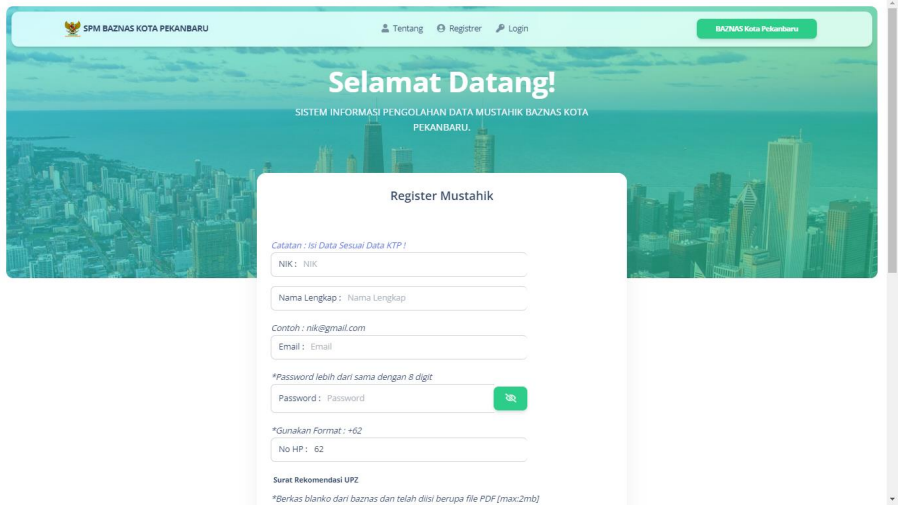 SPM BAZNAS KOTA PEKANBARU
Tentang
Registrer
Login
BAZNAS Kota Pekanbaru
Selamat Datang!
SISTEM INFORMASI PENGOLAHAN DATA MUSTAHIK BAZNAS KOTA
PEKANBARU.
Register Mustahik
Catatan : Isi Data Sesuai Data KTP !
NIK : NIK
Nama Lengkap : Nama Lengkap
Contoh : nik@gmail.com
Email : Email
*Password lebih dari sama dengan 8 digit
Password : Password
*Gunakan Format : +62
No HP : 62
Surat Rekomendasi UPZ
*Berkas blanko dari baznas dan telah diisi berupa file PDF [max:2mb]